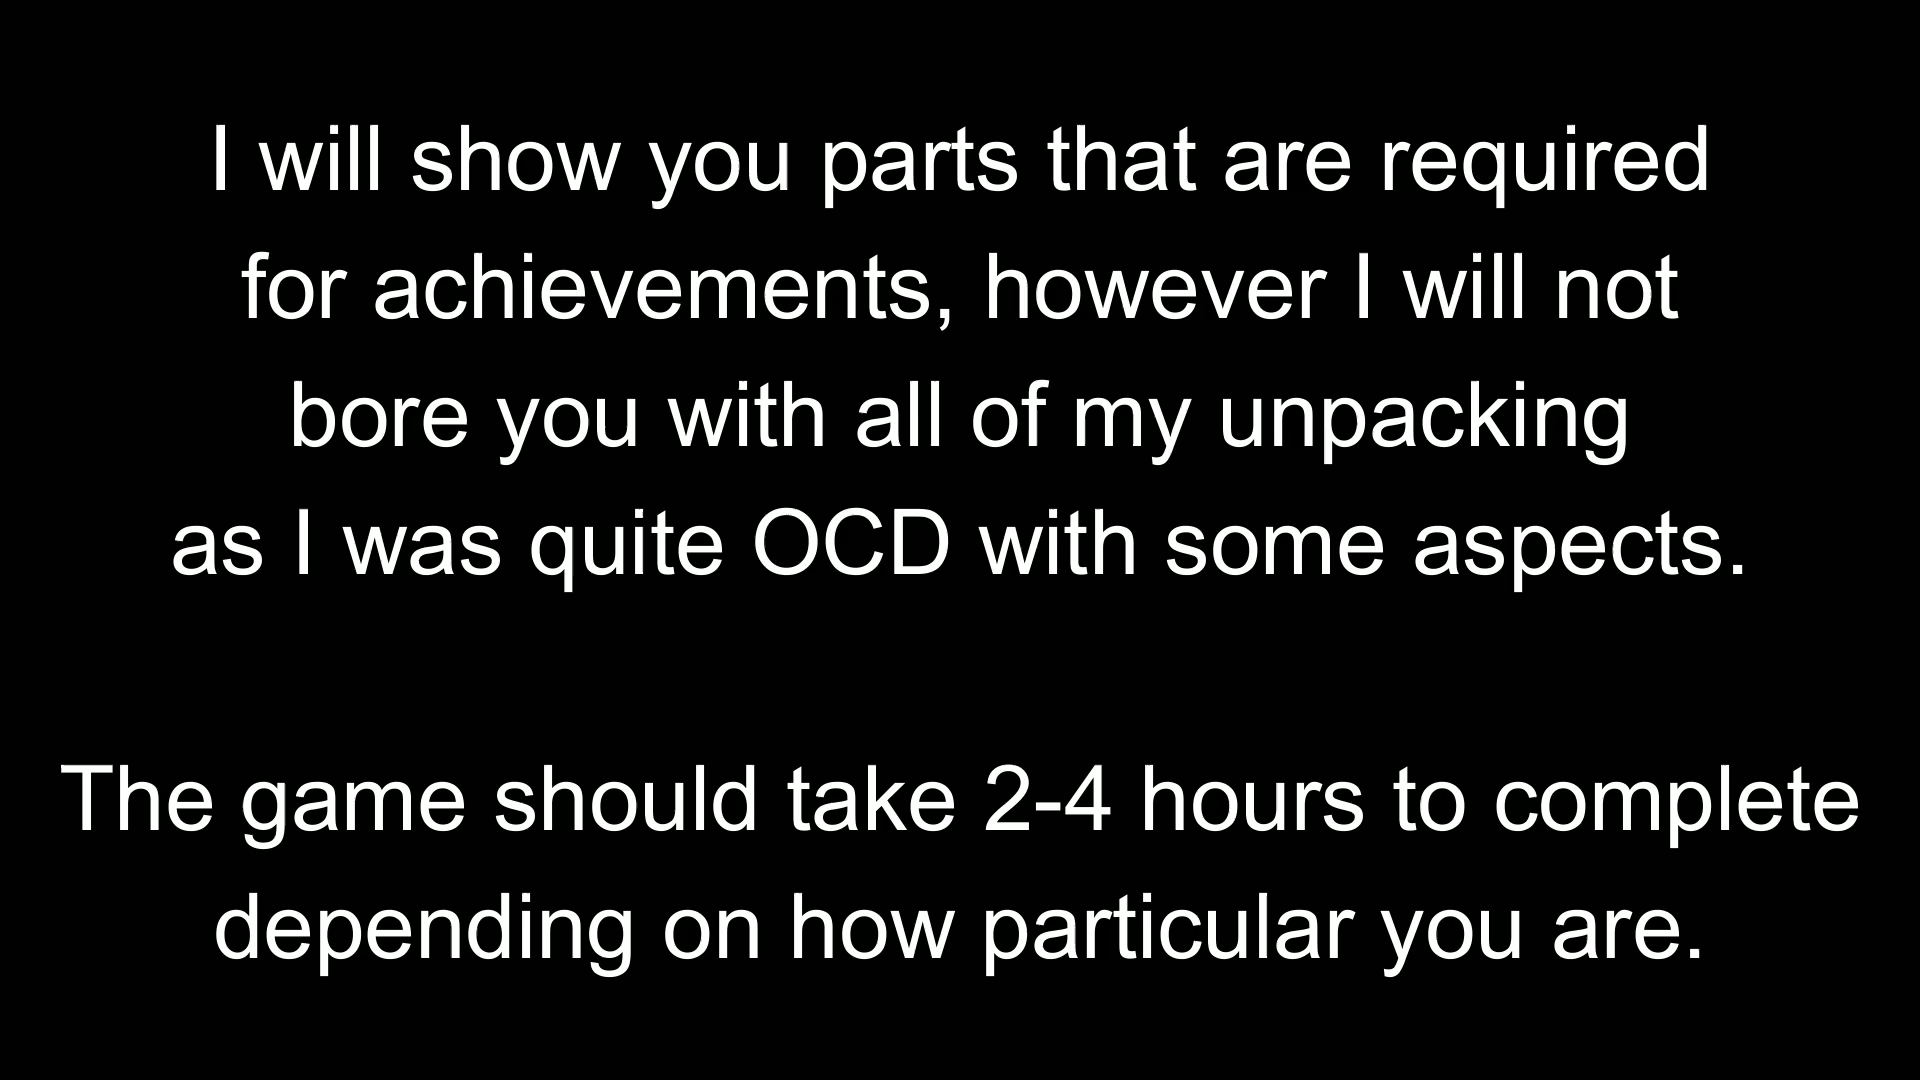 I will show you parts that are required
for achievements, however I will not
bore you with all of my unpacking
as I was quite OCD with some aspects.
The game should take 2-4 hours to complete
depending on how particular you are.